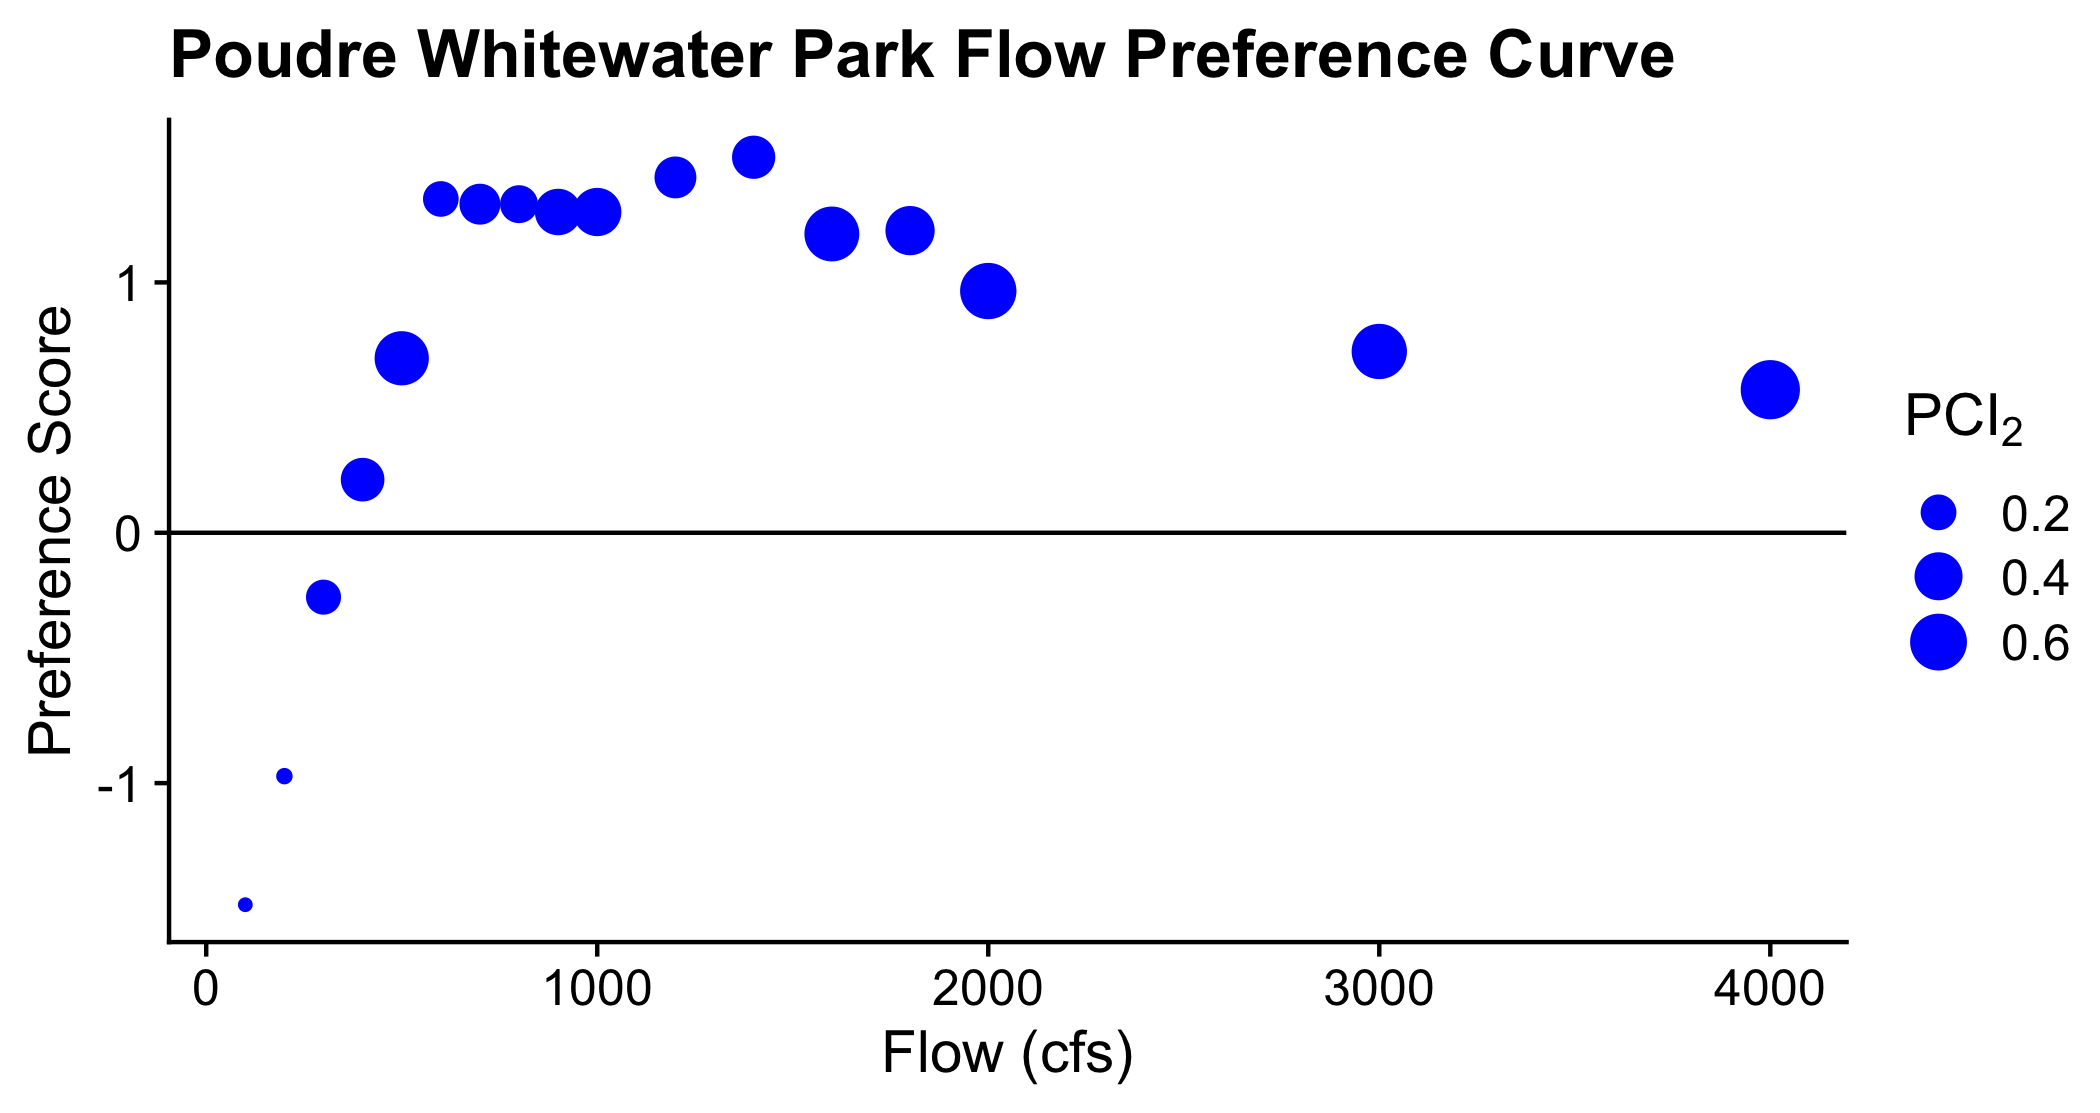 Poudre Whitewater Park Flow Preference Curve
Preference Score
1
0
-1
0 1000 2000 3000 4000
Flow (cfs)
PCI₂
0.2
0.4
0.6